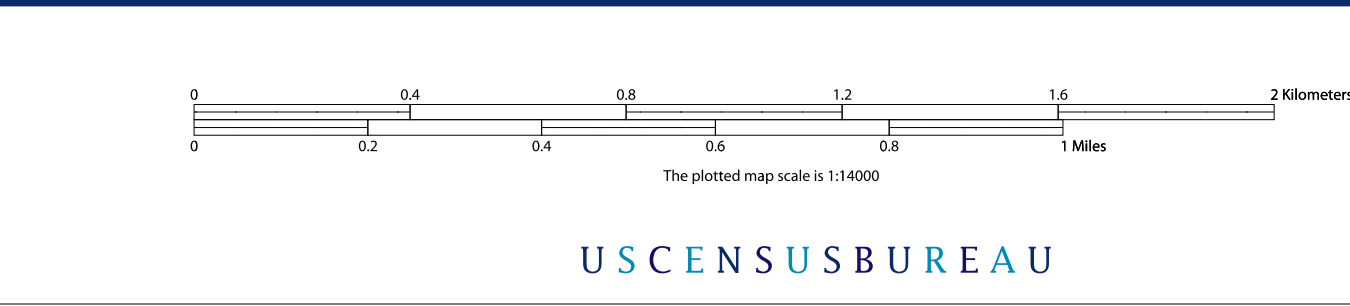 0 0.4 0.8 1.2 1.6 2 Kilometers
0 0.2 0.4 0.6 0.8 1 Miles
The plotted map scale is 1:14000
USCENSUSBUREAU